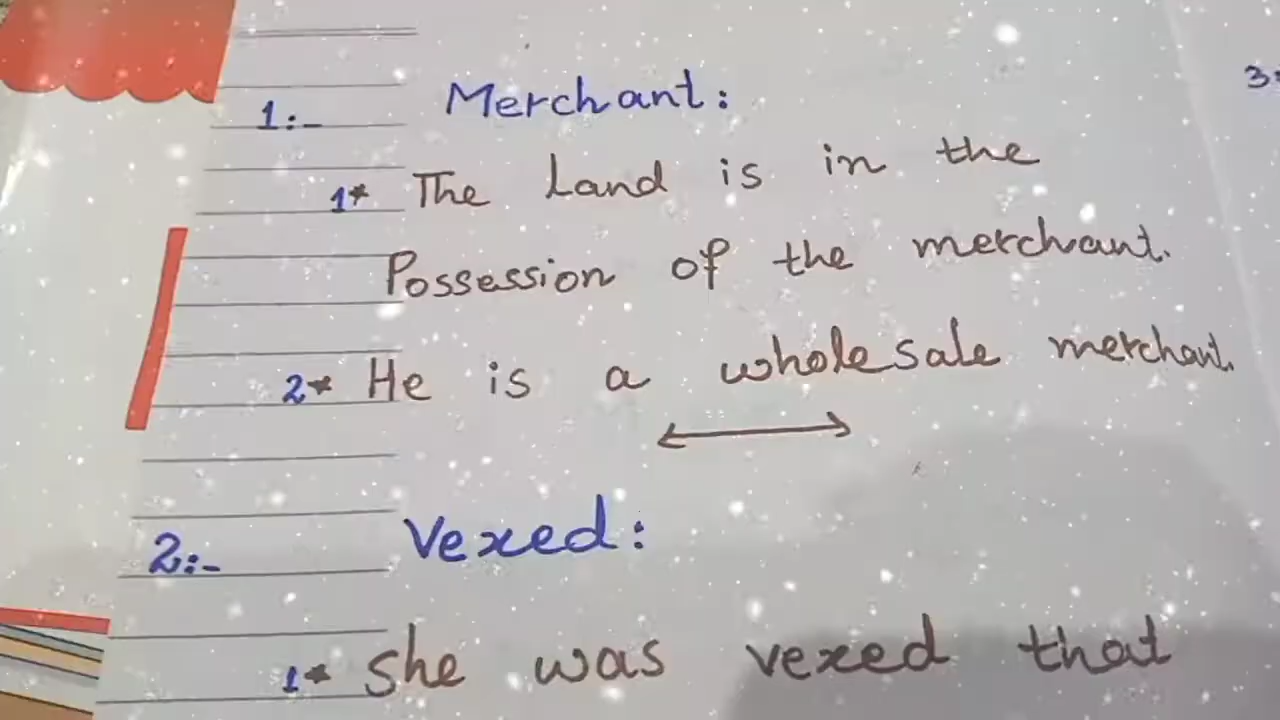 1:- Merchant:
3:
1* The Land is in the
Possession of the merchant.
2* He is a wholesale merchant.
2:- Vexed:
1* She was vexed that